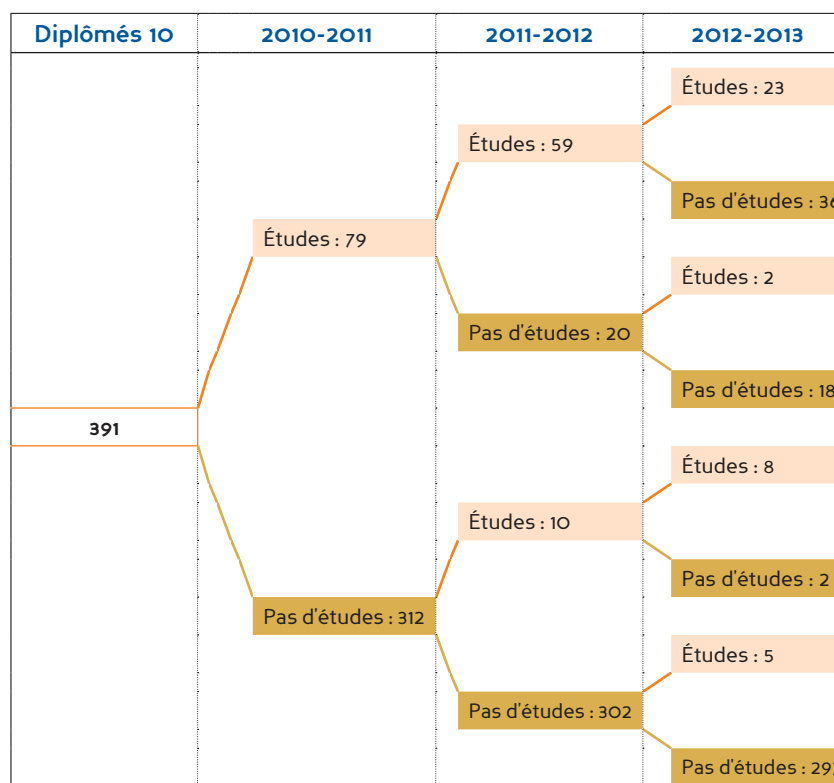 Diplômés 10 2010-2011 2011-2012 2012-2013
Études : 23
Études : 59
Pas d'études : 36
Études : 79
Études : 2
Pas d'études : 20
Pas d'études : 18
391
Études : 8
Études : 10
Pas d'études : 2
Pas d'études : 312
Études : 5
Pas d'études : 302
Pas d'études :